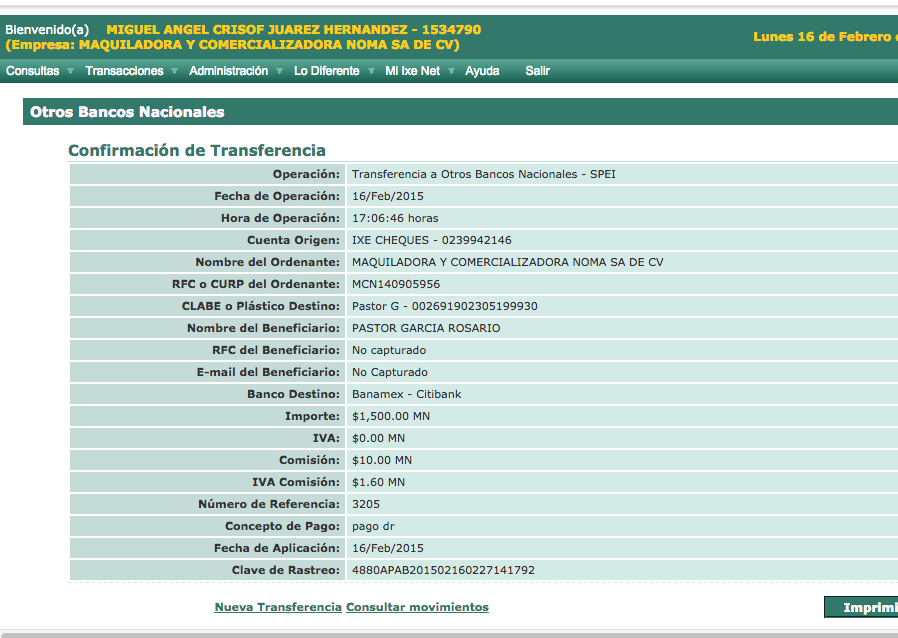 Bienvenido(a) MIGUEL ANGEL CRISOF JUAREZ HERNANDEZ - 1534790
(Empresa: MAQUILADORA Y COMERCIALIZADORA NOMA SA DE CV)
Lunes 16 de Febrero
Consultas Transacciones Administración Lo Diferente Mi Ixe Net Ayuda Salir
Otros Bancos Nacionales
Confirmación de Transferencia
Operación: Transferencia a Otros Bancos Nacionales - SPEI
Fecha de Operación: 16/Feb/2015
Hora de Operación: 17:06:46 horas
Cuenta Origen: IXE CHEQUES - 0239942146
Nombre del Ordenante: MAQUILADORA Y COMERCIALIZADORA NOMA SA DE CV
RFC o CURP del Ordenante: MCN140905956
CLABE o Plástico Destino: Pastor G - 002691902305199930
Nombre del Beneficiario: PASTOR GARCIA ROSARIO
RFC del Beneficiario: No capturado
E-mail del Beneficiario: No Capturado
Banco Destino: Banamex - Citibank
Importe: $1,500.00 MN
IVA: $0.00 MN
Comisión: $10.00 MN
IVA Comisión: $1.60 MN
Número de Referencia: 3205
Concepto de Pago: pago dr
Fecha de Aplicación: 16/Feb/2015
Clave de Rastreo: 4880APAB201502160227141792
Nueva Transferencia Consultar movimientos
Imprimi